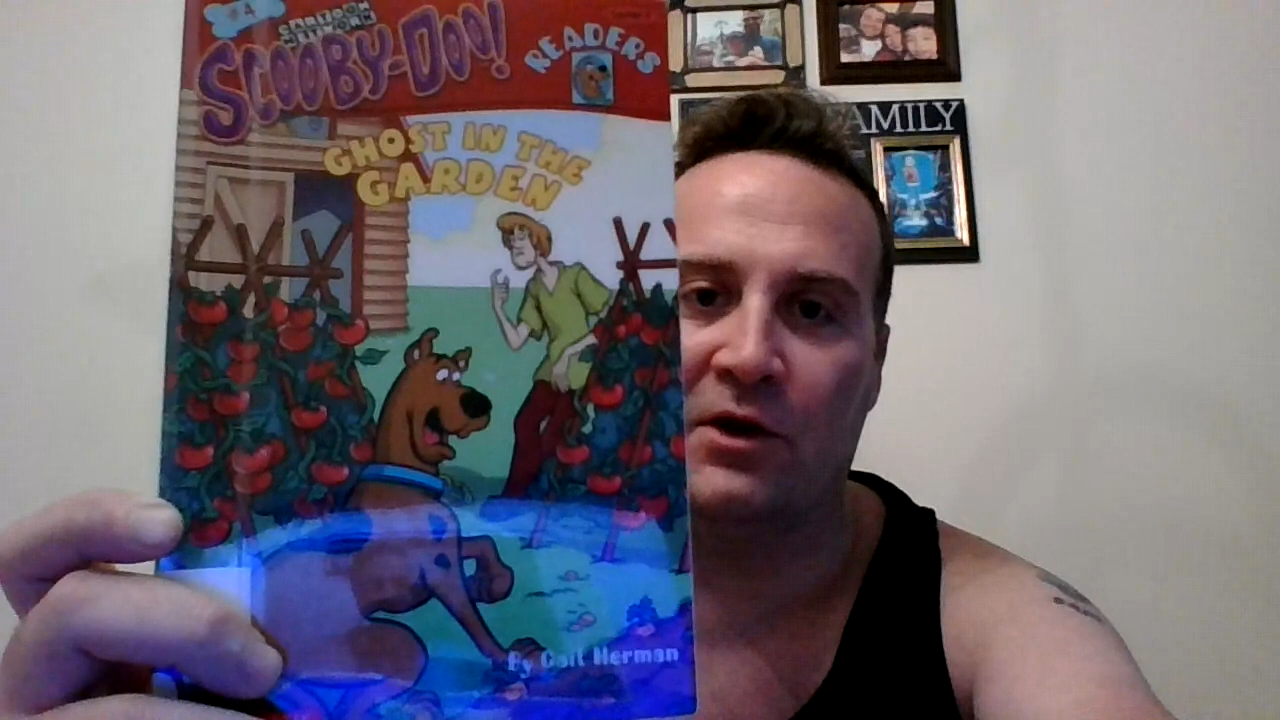 #4
CARTOON
NETWORK
SCOOBY-DOO!
READERS
GHOST IN THE
GARDEN
By Gail Herman
FAMILY